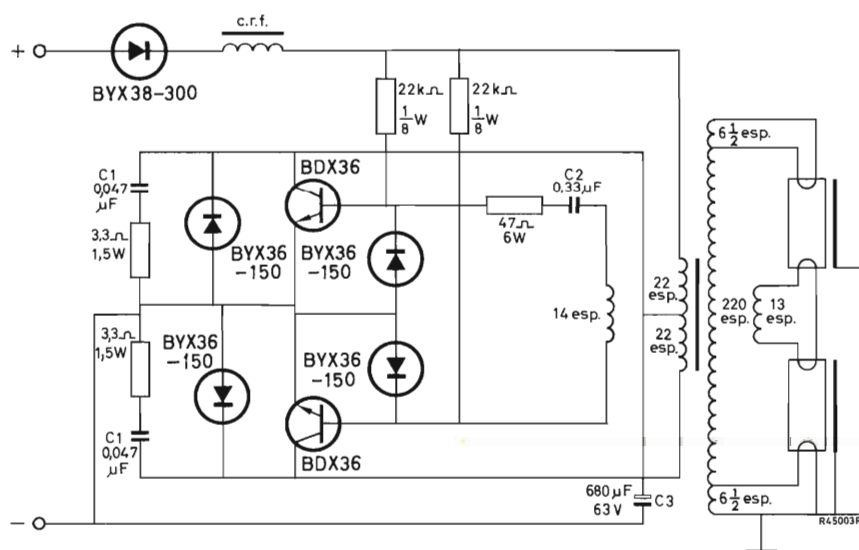 c.r.f.
+
BYX38-300
22kΩ
1/8 W
22kΩ
1/8 W
6 1/2 esp.
C1
0,047
μF
BDX36
C2
0,33μF
3,3Ω
1,5W
BYX36
-150
BYX36
-150
47Ω
6W
14 esp.
22
esp.
220
esp.
13
esp.
22
esp.
3,3Ω
1,5W
BYX36
-150
BYX36
-150
C1
0,047
μF
BDX36
680μF
63V
C3
6 1/2
esp.
−
R45003R